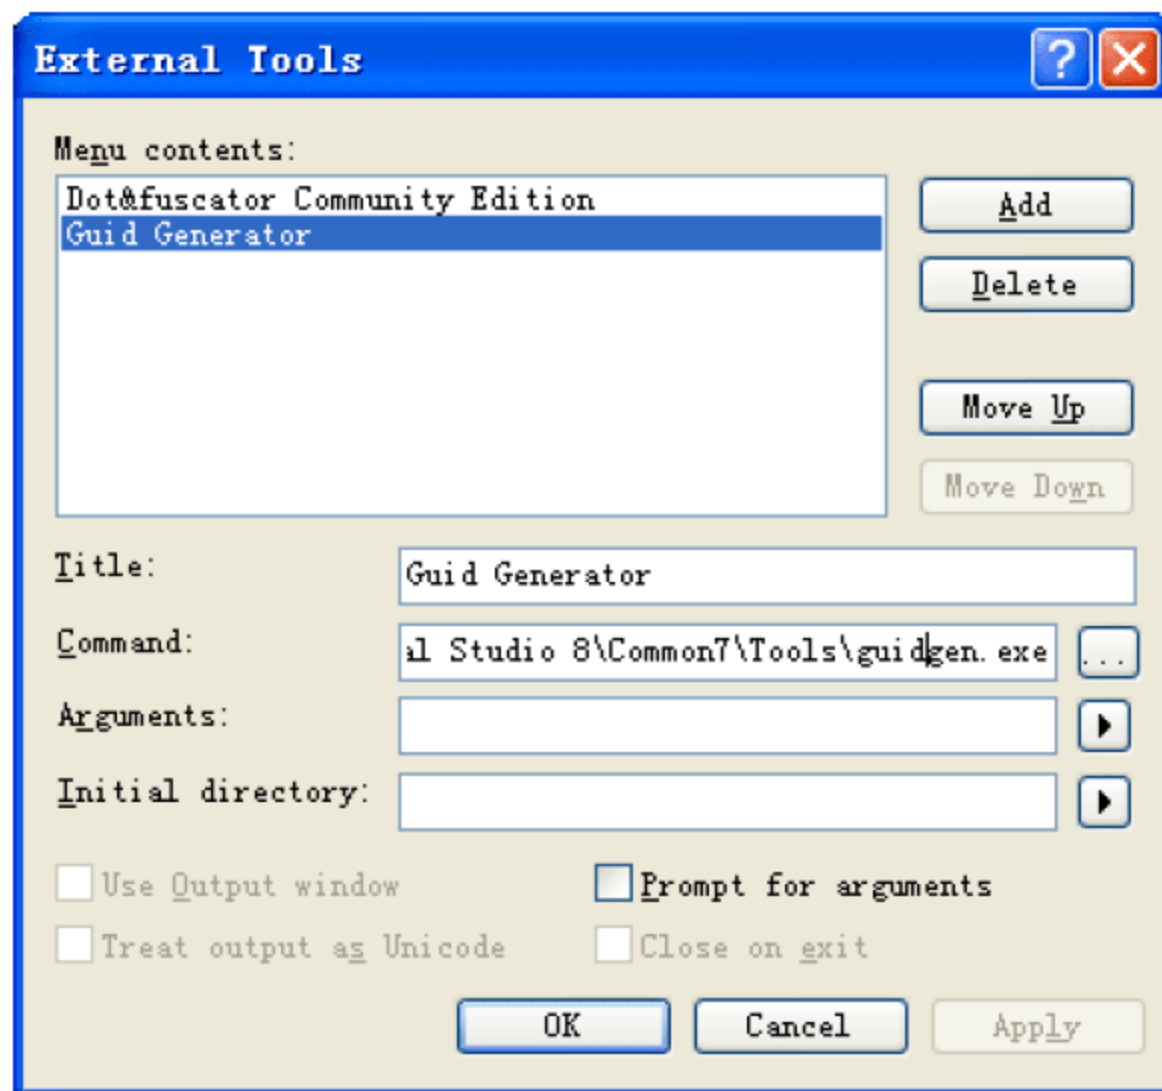 External Tools
Menu contents:
Dot&fuscator Community Edition
Guid Generator
Add
Delete
Move Up
Move Down
Title:
Guid Generator
Command:
al Studio 8\Common7\Tools\guidgen.exe
...
Arguments:
Initial directory:
Use Output window
Prompt for arguments
Treat output as Unicode
Close on exit
OK
Cancel
Apply